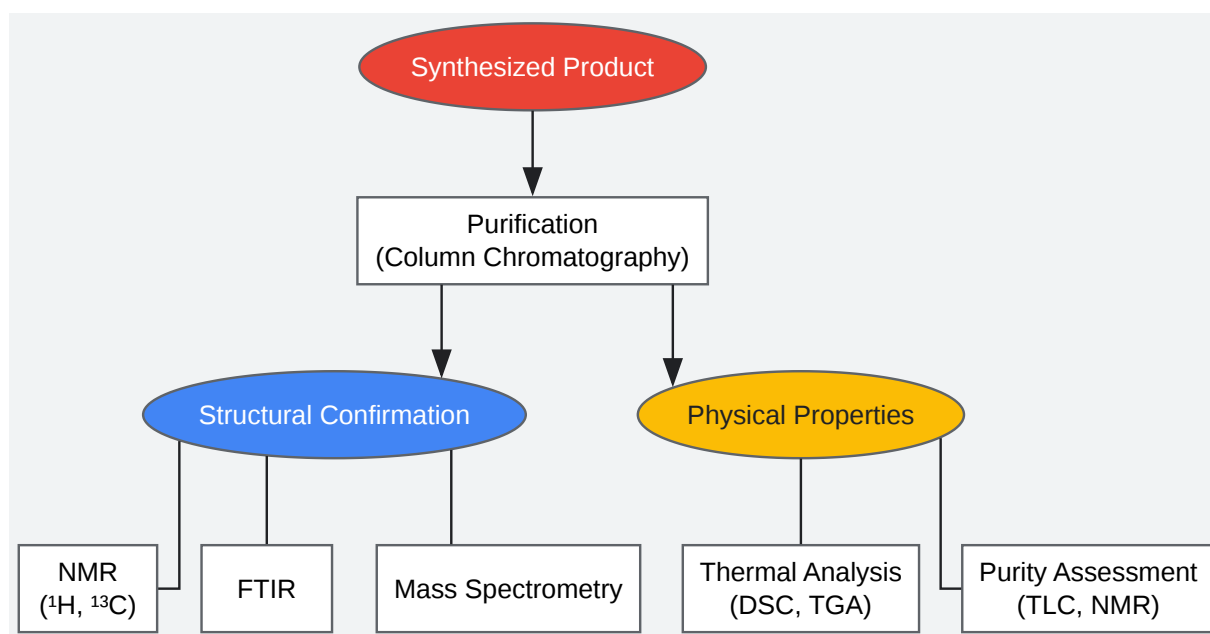 Synthesized Product
Purification
(Column Chromatography)
Structural Confirmation
Physical Properties
NMR
(¹H, ¹³C)
FTIR
Mass Spectrometry
Thermal Analysis
(DSC, TGA)
Purity Assessment
(TLC, NMR)